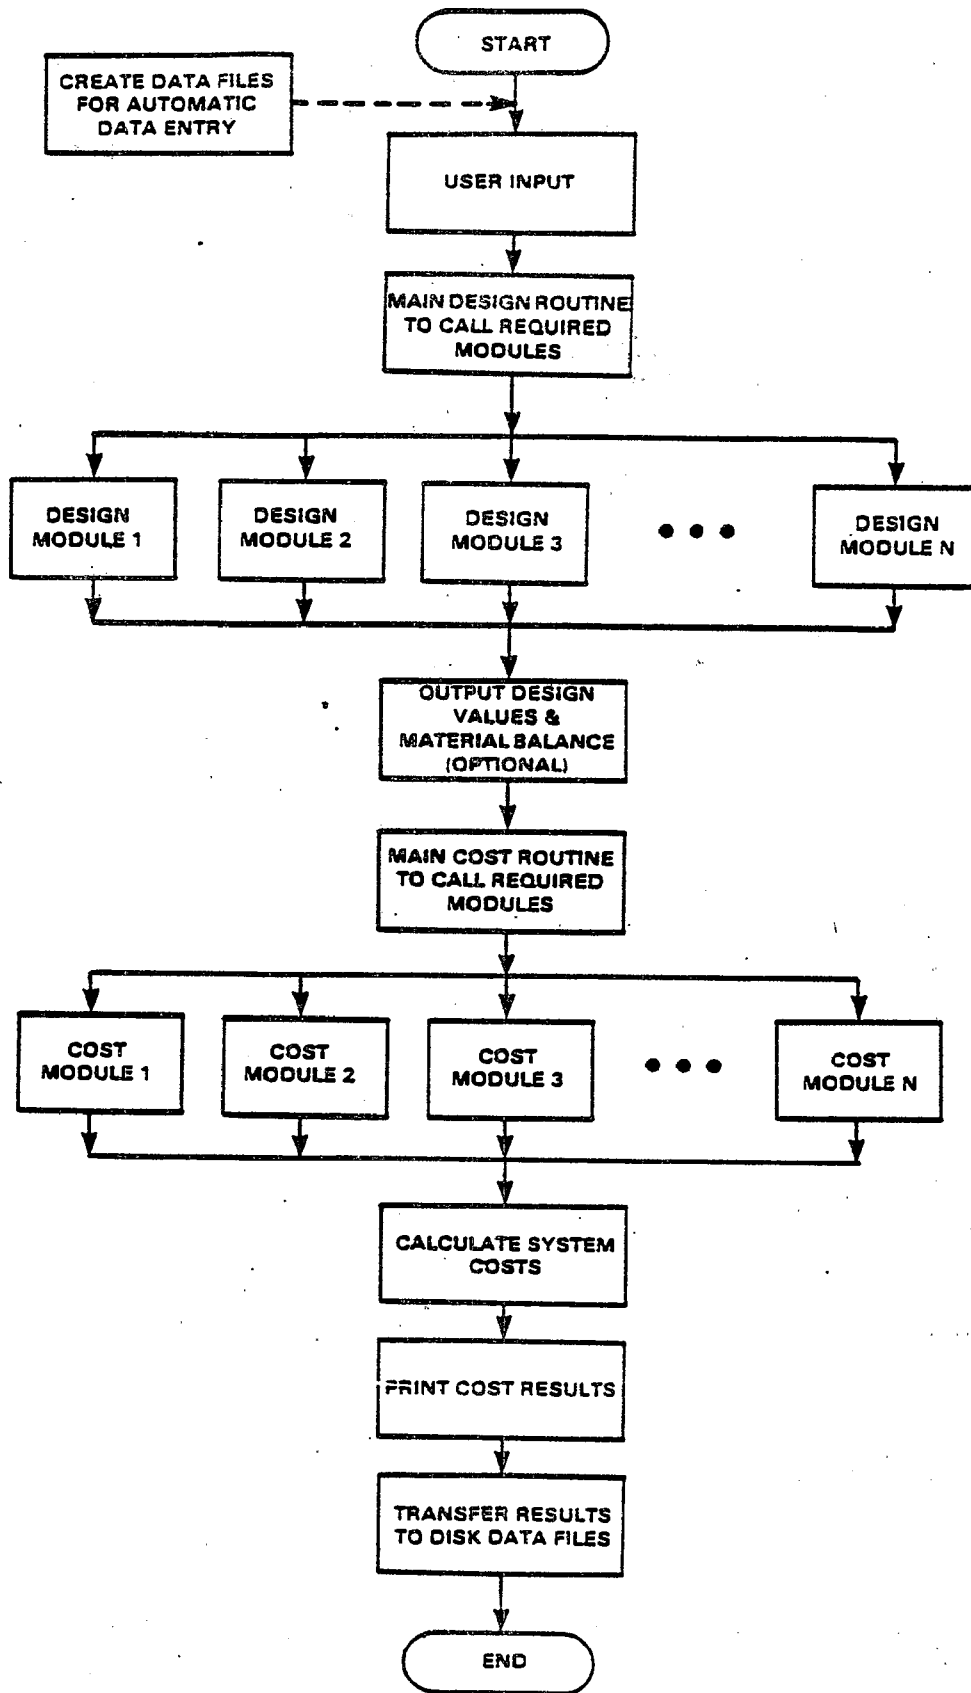 START
CREATE DATA FILES
FOR AUTOMATIC
DATA ENTRY
USER INPUT
MAIN DESIGN ROUTINE
TO CALL REQUIRED
MODULES
DESIGN
MODULE 1
DESIGN
MODULE 2
DESIGN
MODULE 3
DESIGN
MODULE N
OUTPUT DESIGN
VALUES &
MATERIAL BALANCE
(OPTIONAL)
MAIN COST ROUTINE
TO CALL REQUIRED
MODULES
COST
MODULE 1
COST
MODULE 2
COST
MODULE 3
COST
MODULE N
CALCULATE SYSTEM
COSTS
PRINT COST RESULTS
TRANSFER RESULTS
TO DISK DATA FILES
END